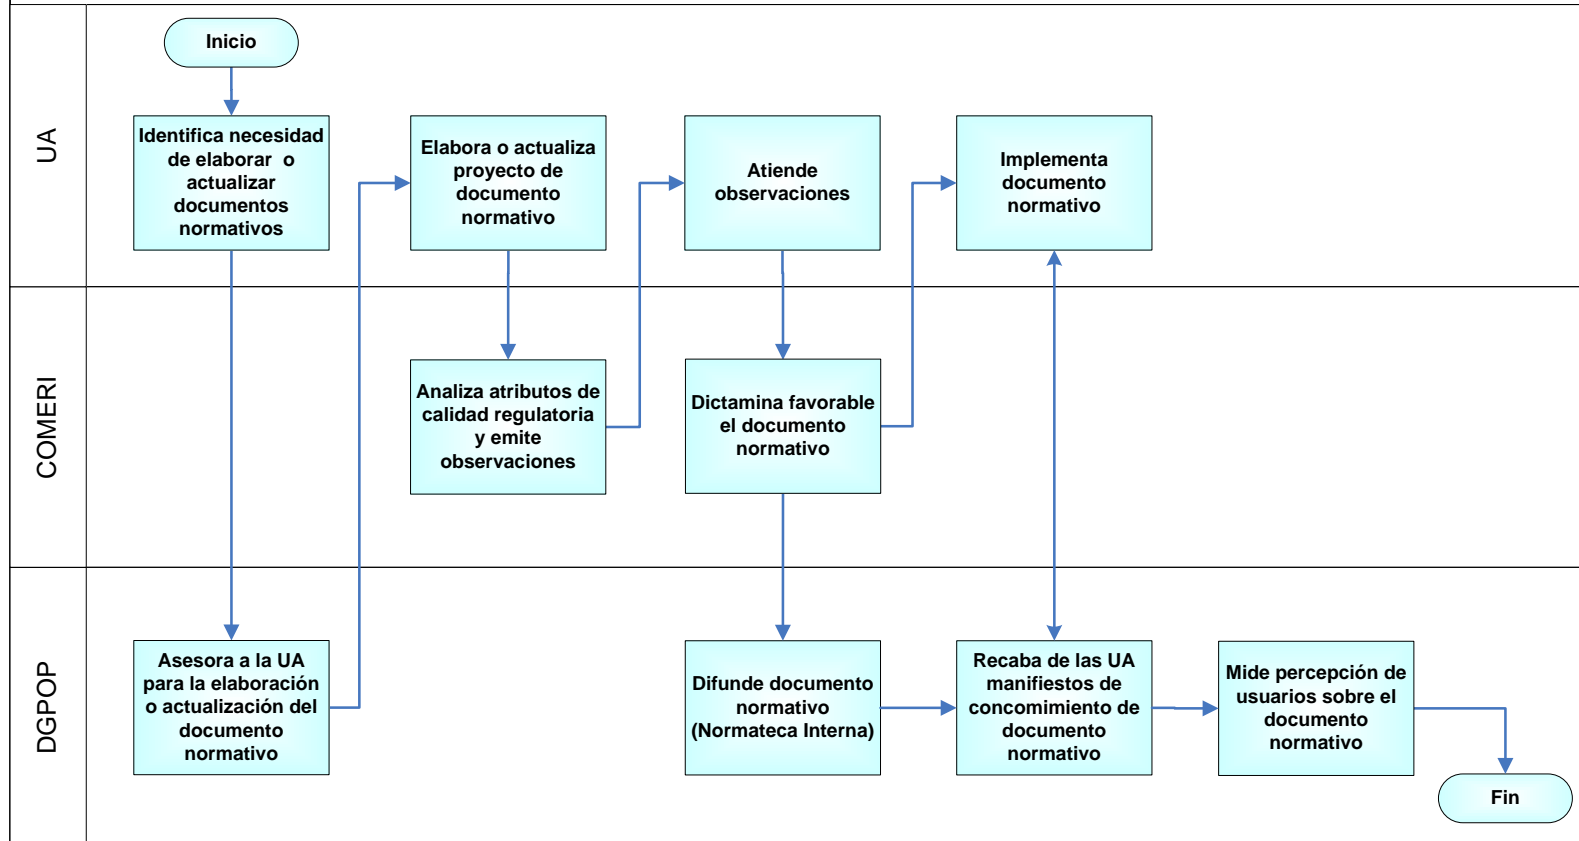 UA
Inicio
Identifica necesidad
de elaborar o
actualizar
documentos
normativos
Elabora o actualiza
proyecto de
documento
normativo
Atiende
observaciones
Implementa
documento
normativo
COMERI
Analiza atributos de
calidad regulatoria
y emite
observaciones
Dictamina favorable
el documento
normativo
DGPOP
Asesora a la UA
para la elaboración
o actualización del
documento
normativo
Difunde documento
normativo
(Normateca Interna)
Recaba de las UA
manifiestos de
concomimiento de
documento
normativo
Mide percepción de
usuarios sobre el
documento
normativo
Fin